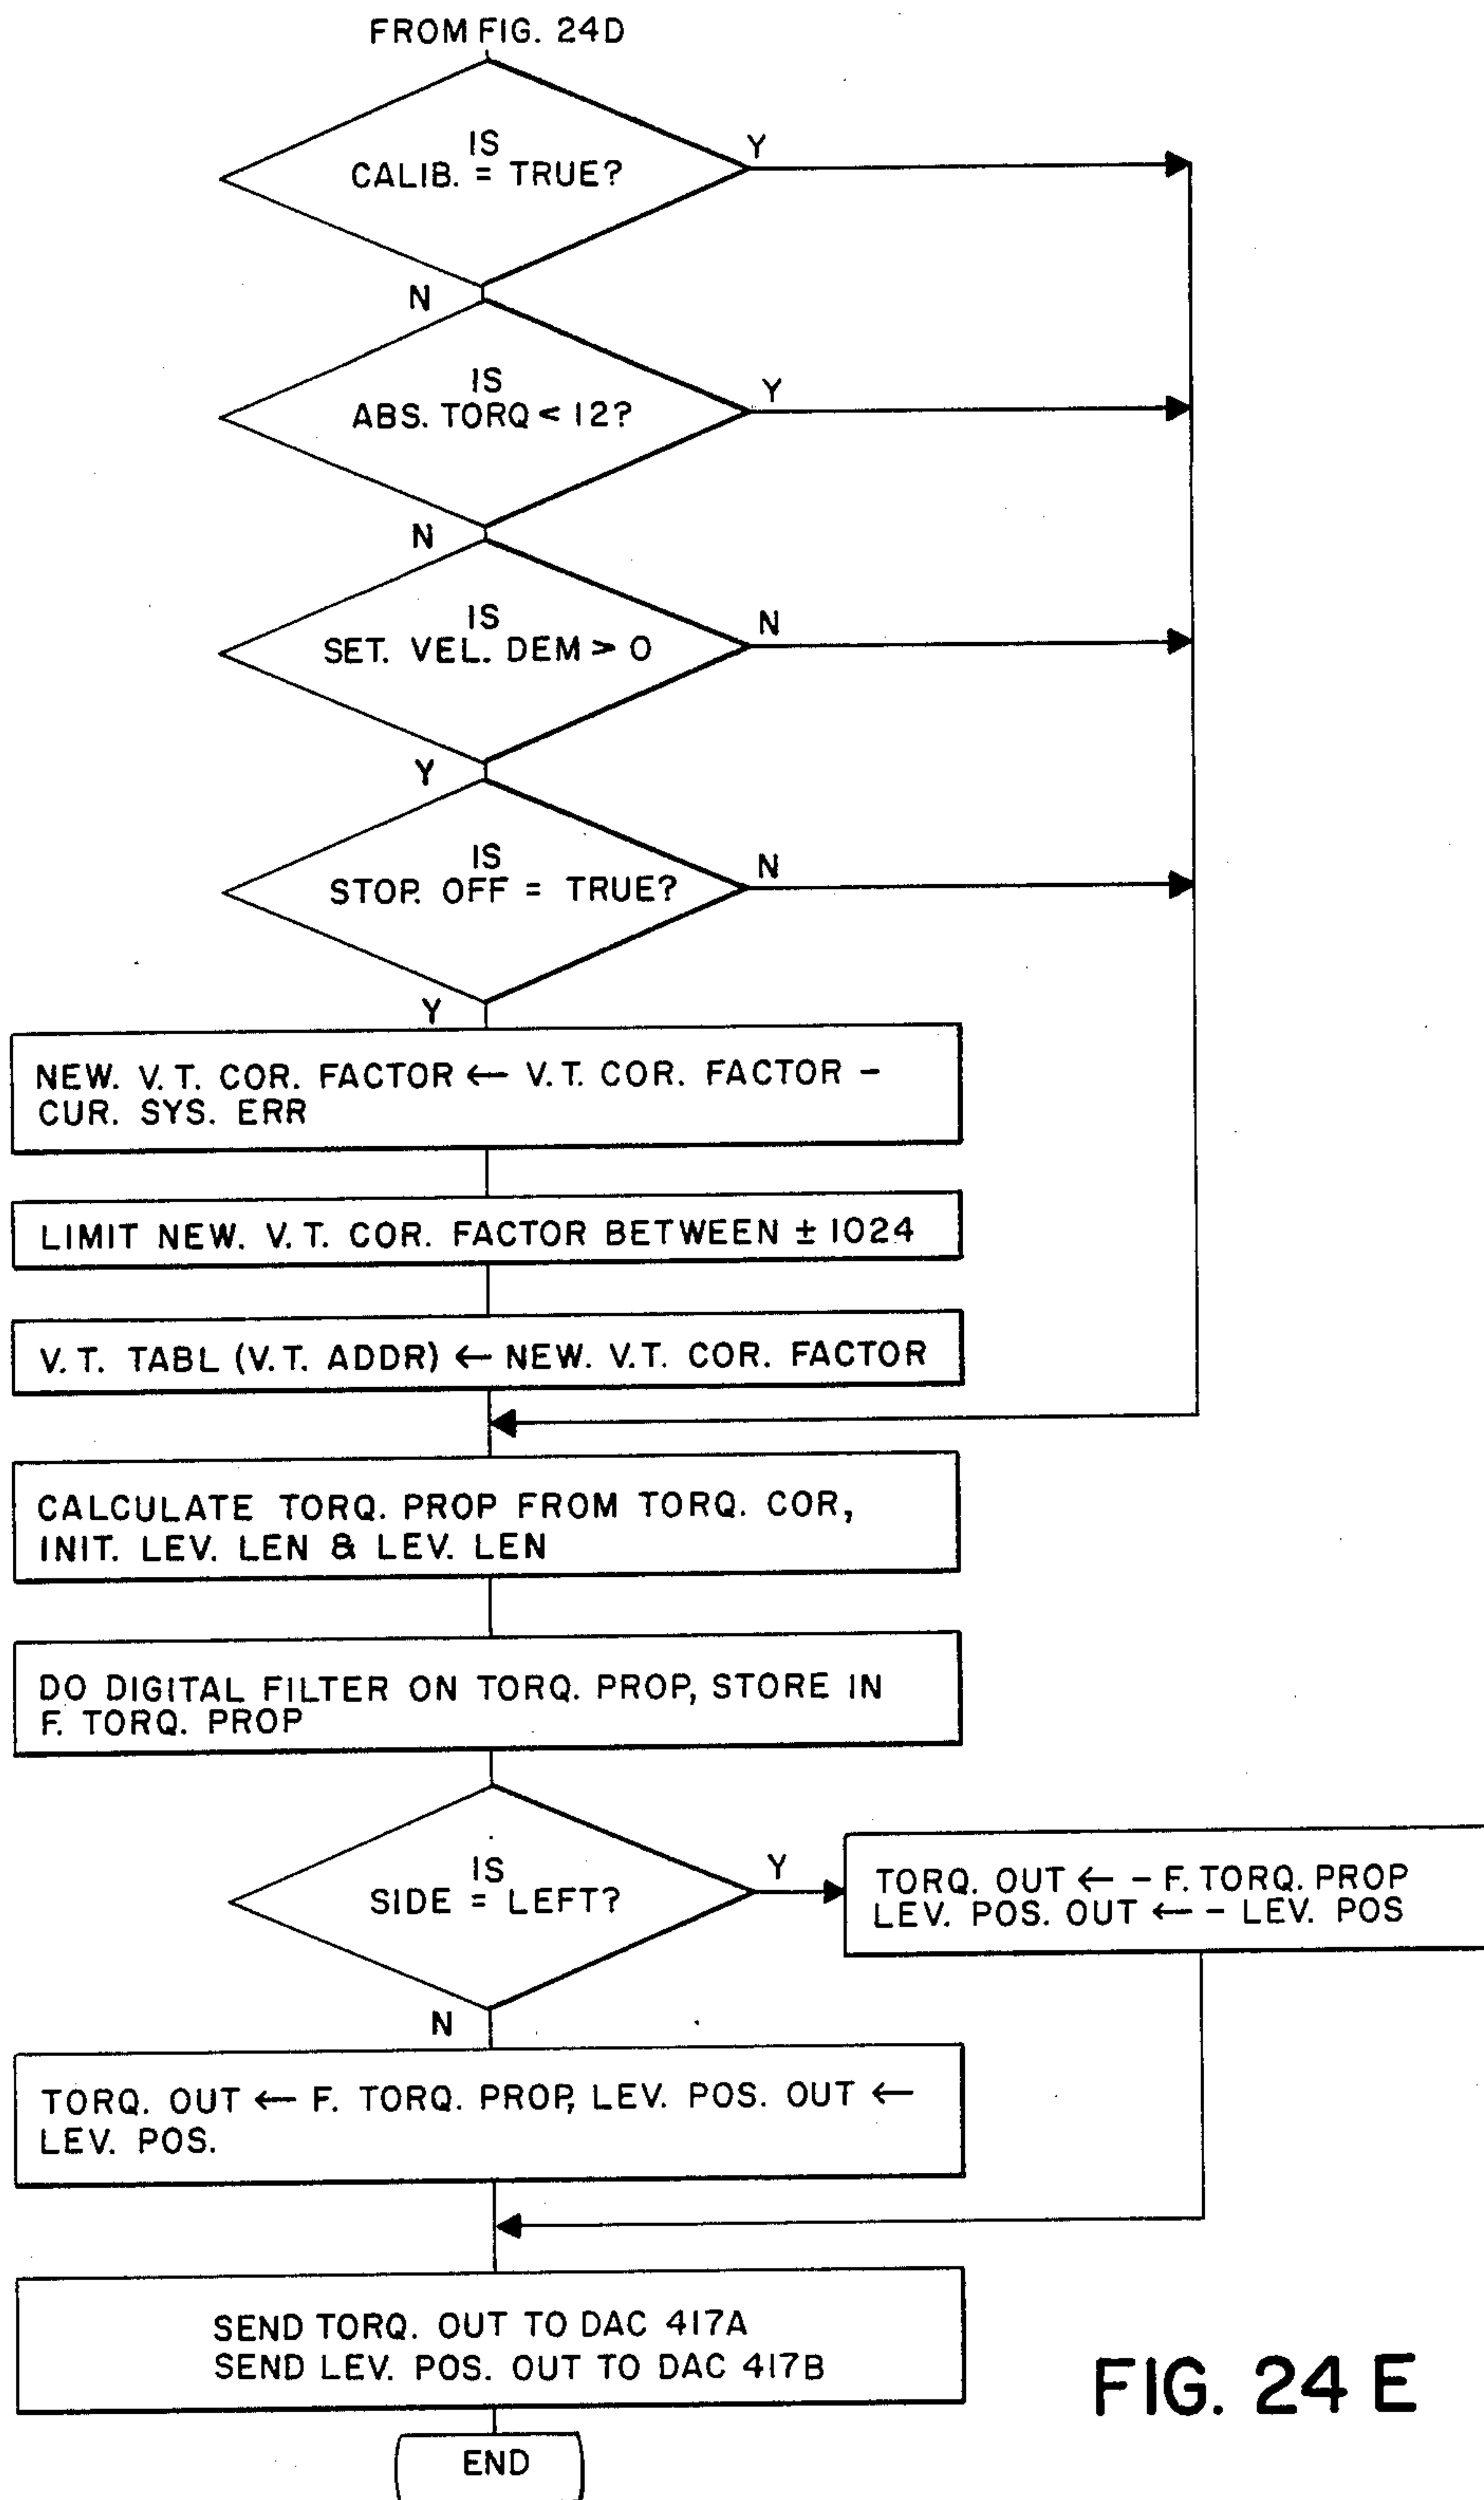 FROM FIG. 24D
IS
CALIB. = TRUE?
Y
N
IS
ABS. TORQ < 12?
Y
N
IS
SET. VEL. DEM > 0
N
Y
IS
STOP. OFF = TRUE?
N
Y
NEW. V.T. COR. FACTOR ← V.T. COR. FACTOR –
CUR. SYS. ERR
LIMIT NEW. V.T. COR. FACTOR BETWEEN ± 1024
V.T. TABL (V.T. ADDR) ← NEW. V.T. COR. FACTOR
CALCULATE TORQ. PROP FROM TORQ. COR,
INIT. LEV. LEN & LEV. LEN
DO DIGITAL FILTER ON TORQ. PROP, STORE IN
F. TORQ. PROP
IS
SIDE = LEFT?
Y
TORQ. OUT ← – F. TORQ. PROP
LEV. POS. OUT ← – LEV. POS
N
TORQ. OUT ← F. TORQ. PROP, LEV. POS. OUT ←
LEV. POS.
SEND TORQ. OUT TO DAC 417A
SEND LEV. POS. OUT TO DAC 417B
END
FIG. 24 E